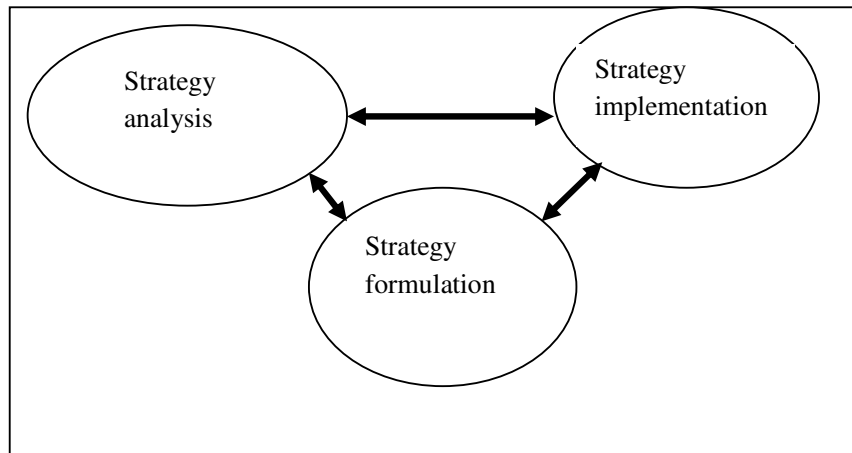 Strategy
analysis
Strategy
implementation
Strategy
formulation